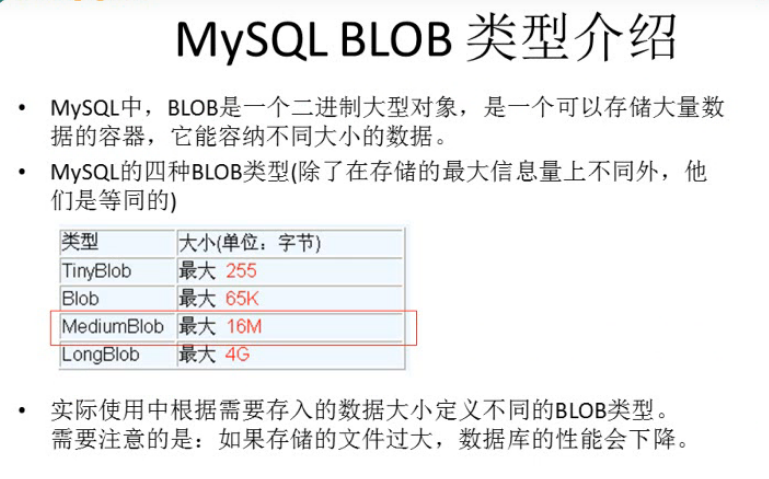 MySQL BLOB 类型介绍
• MySQL中，BLOB是一个二进制大型对象，是一个可以存储大量数
据的容器，它能容纳不同大小的数据。
• MySQL的四种BLOB类型(除了在存储的最大信息量上不同外，他
们是等同的)
类型 大小(单位：字节)
TinyBlob 最大 255
Blob 最大 65K
MediumBlob 最大 16M
LongBlob 最大 4G
• 实际使用中根据需要存入的数据大小定义不同的BLOB类型。
需要注意的是：如果存储的文件过大，数据库的性能会下降。